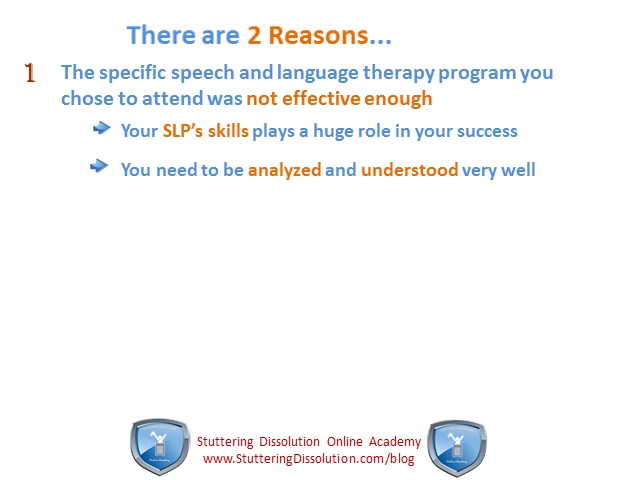 There are 2 Reasons...
1 The specific speech and language therapy program you
chose to attend was not effective enough
Your SLP's skills plays a huge role in your success
You need to be analyzed and understood very well
Stuttering Dissolution Online Academy
www.StutteringDissolution.com/blog